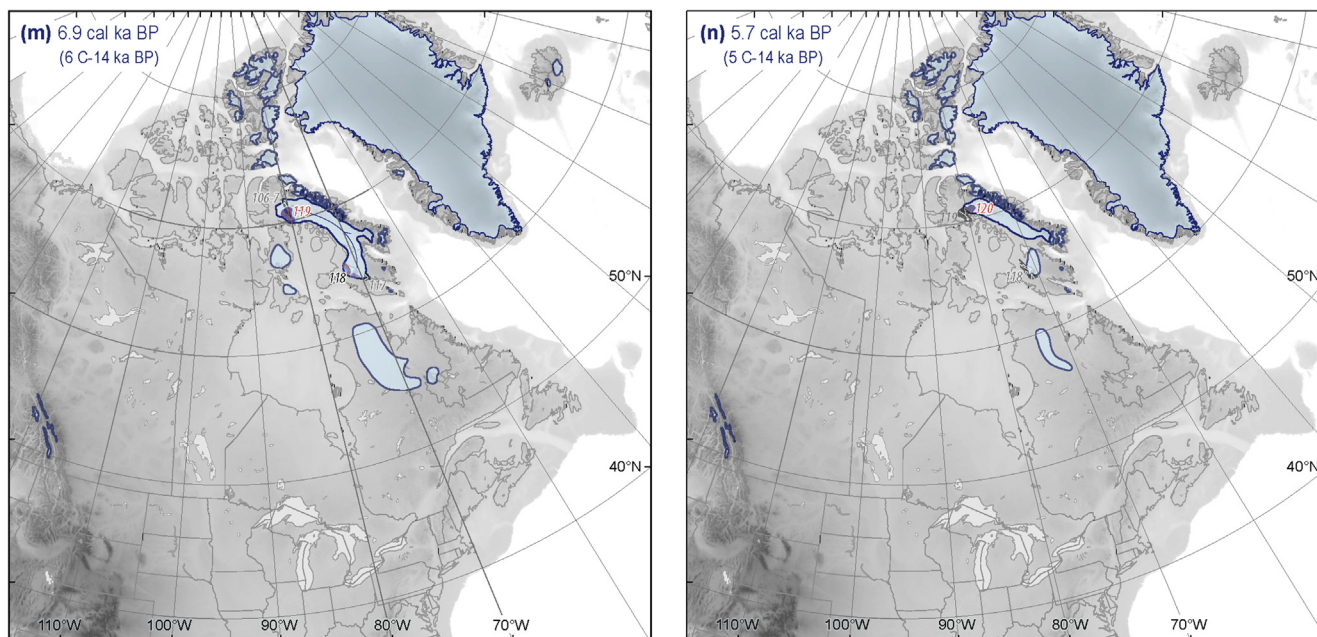 (m) 6.9 cal ka BP
(6 C-14 ka BP)
106-7
119
118
117
50°N
40°N
110°W
100°W
90°W
80°W
70°W
(n) 5.7 cal ka BP
(5 C-14 ka BP)
119
120
118
50°N
40°N
110°W
100°W
90°W
80°W
70°W